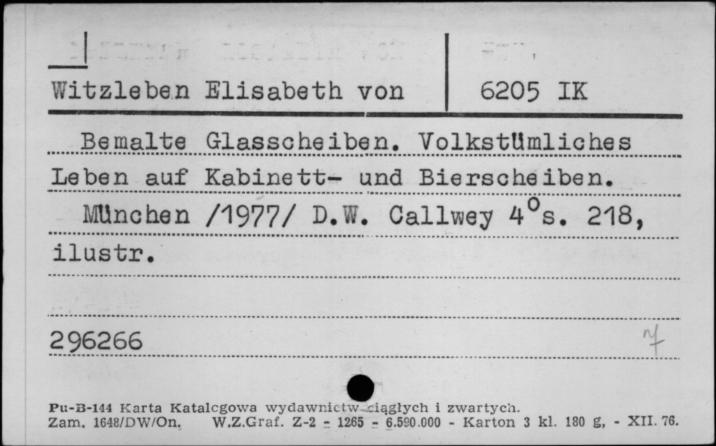 Witzleben Elisabeth von 6205 IK
Bemalte Glasscheiben. Volkstümliches
Leben auf Kabinett- und Bierscheiben.
München /1977/ D.W. Callwey 4° s. 218,
ilustr.
296266
Pu-B-144 Karta Katalogowa wydawnictw ciągłych i zwartych.
Zam. 1648/DW/On. W.Z.Graf. Z-2 - 1265 - 6.590.000 - Karton 3 kl. 180 g, - XII. 76.